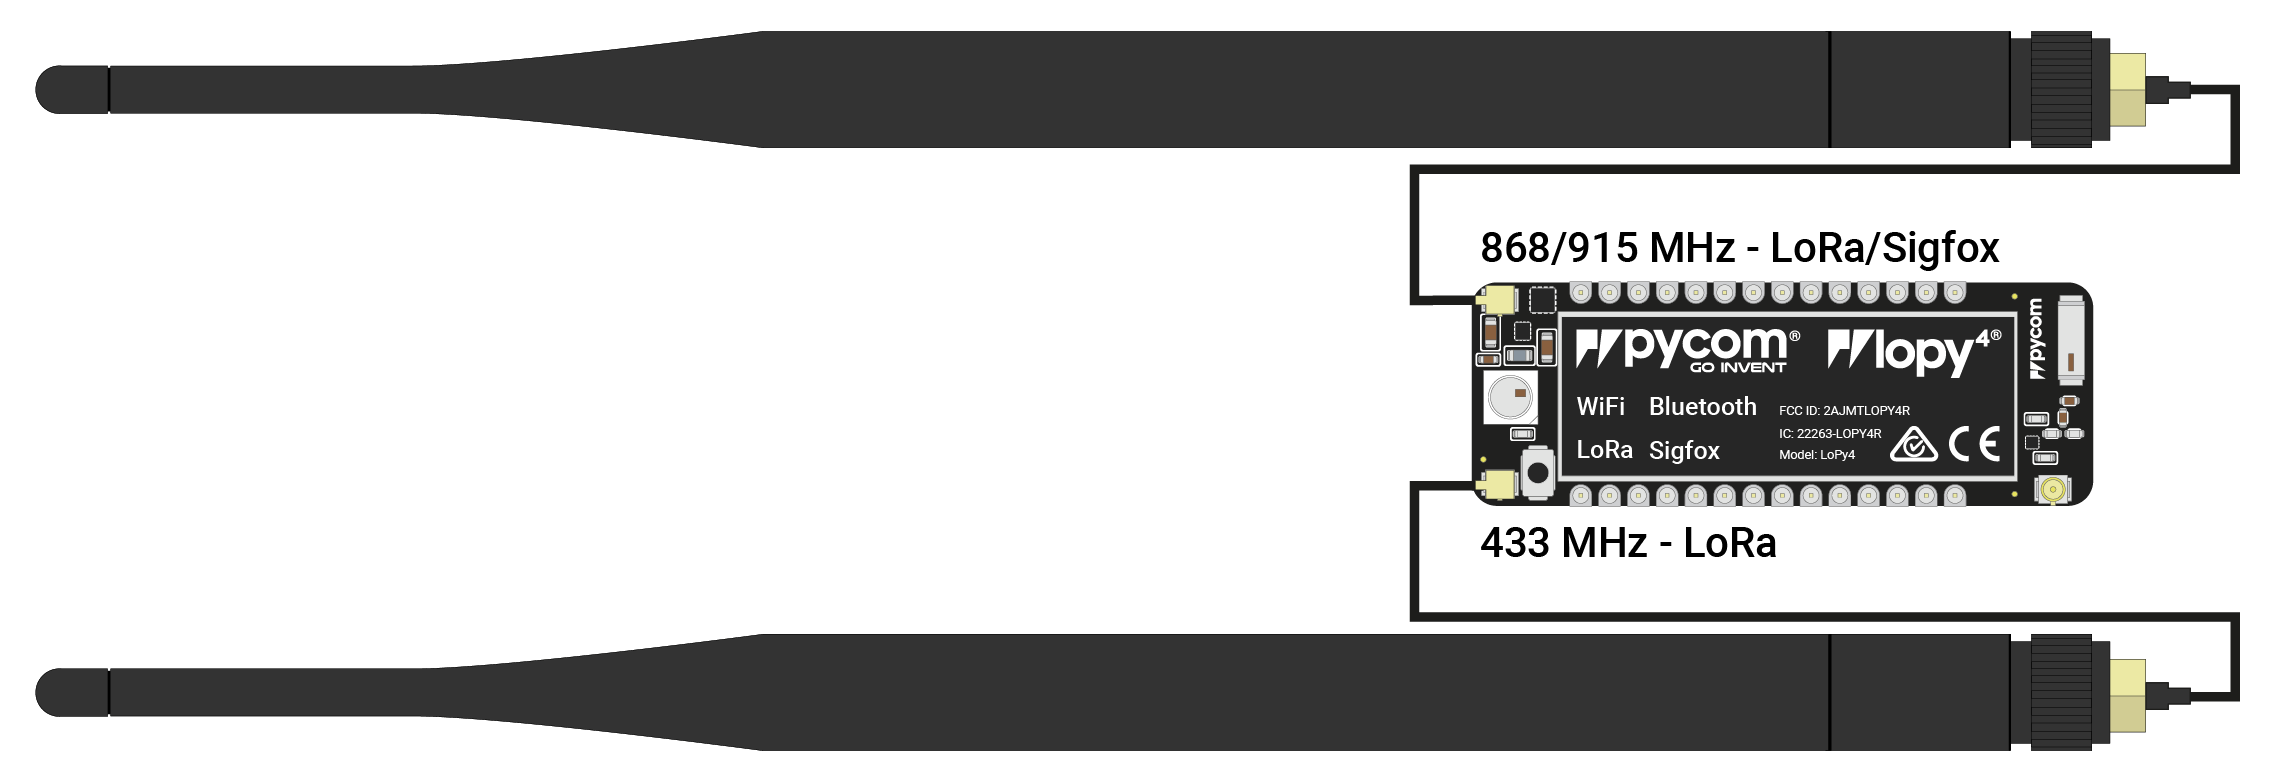 868/915 MHz - LoRa/Sigfox
pycom® lopy4®
GO INVENT
pycom
WiFi Bluetooth
LoRa Sigfox
FCC ID: 2AJMTLOPY4R
IC: 22263-LOPY4R
Model: LoPy4
CE
433 MHz - LoRa